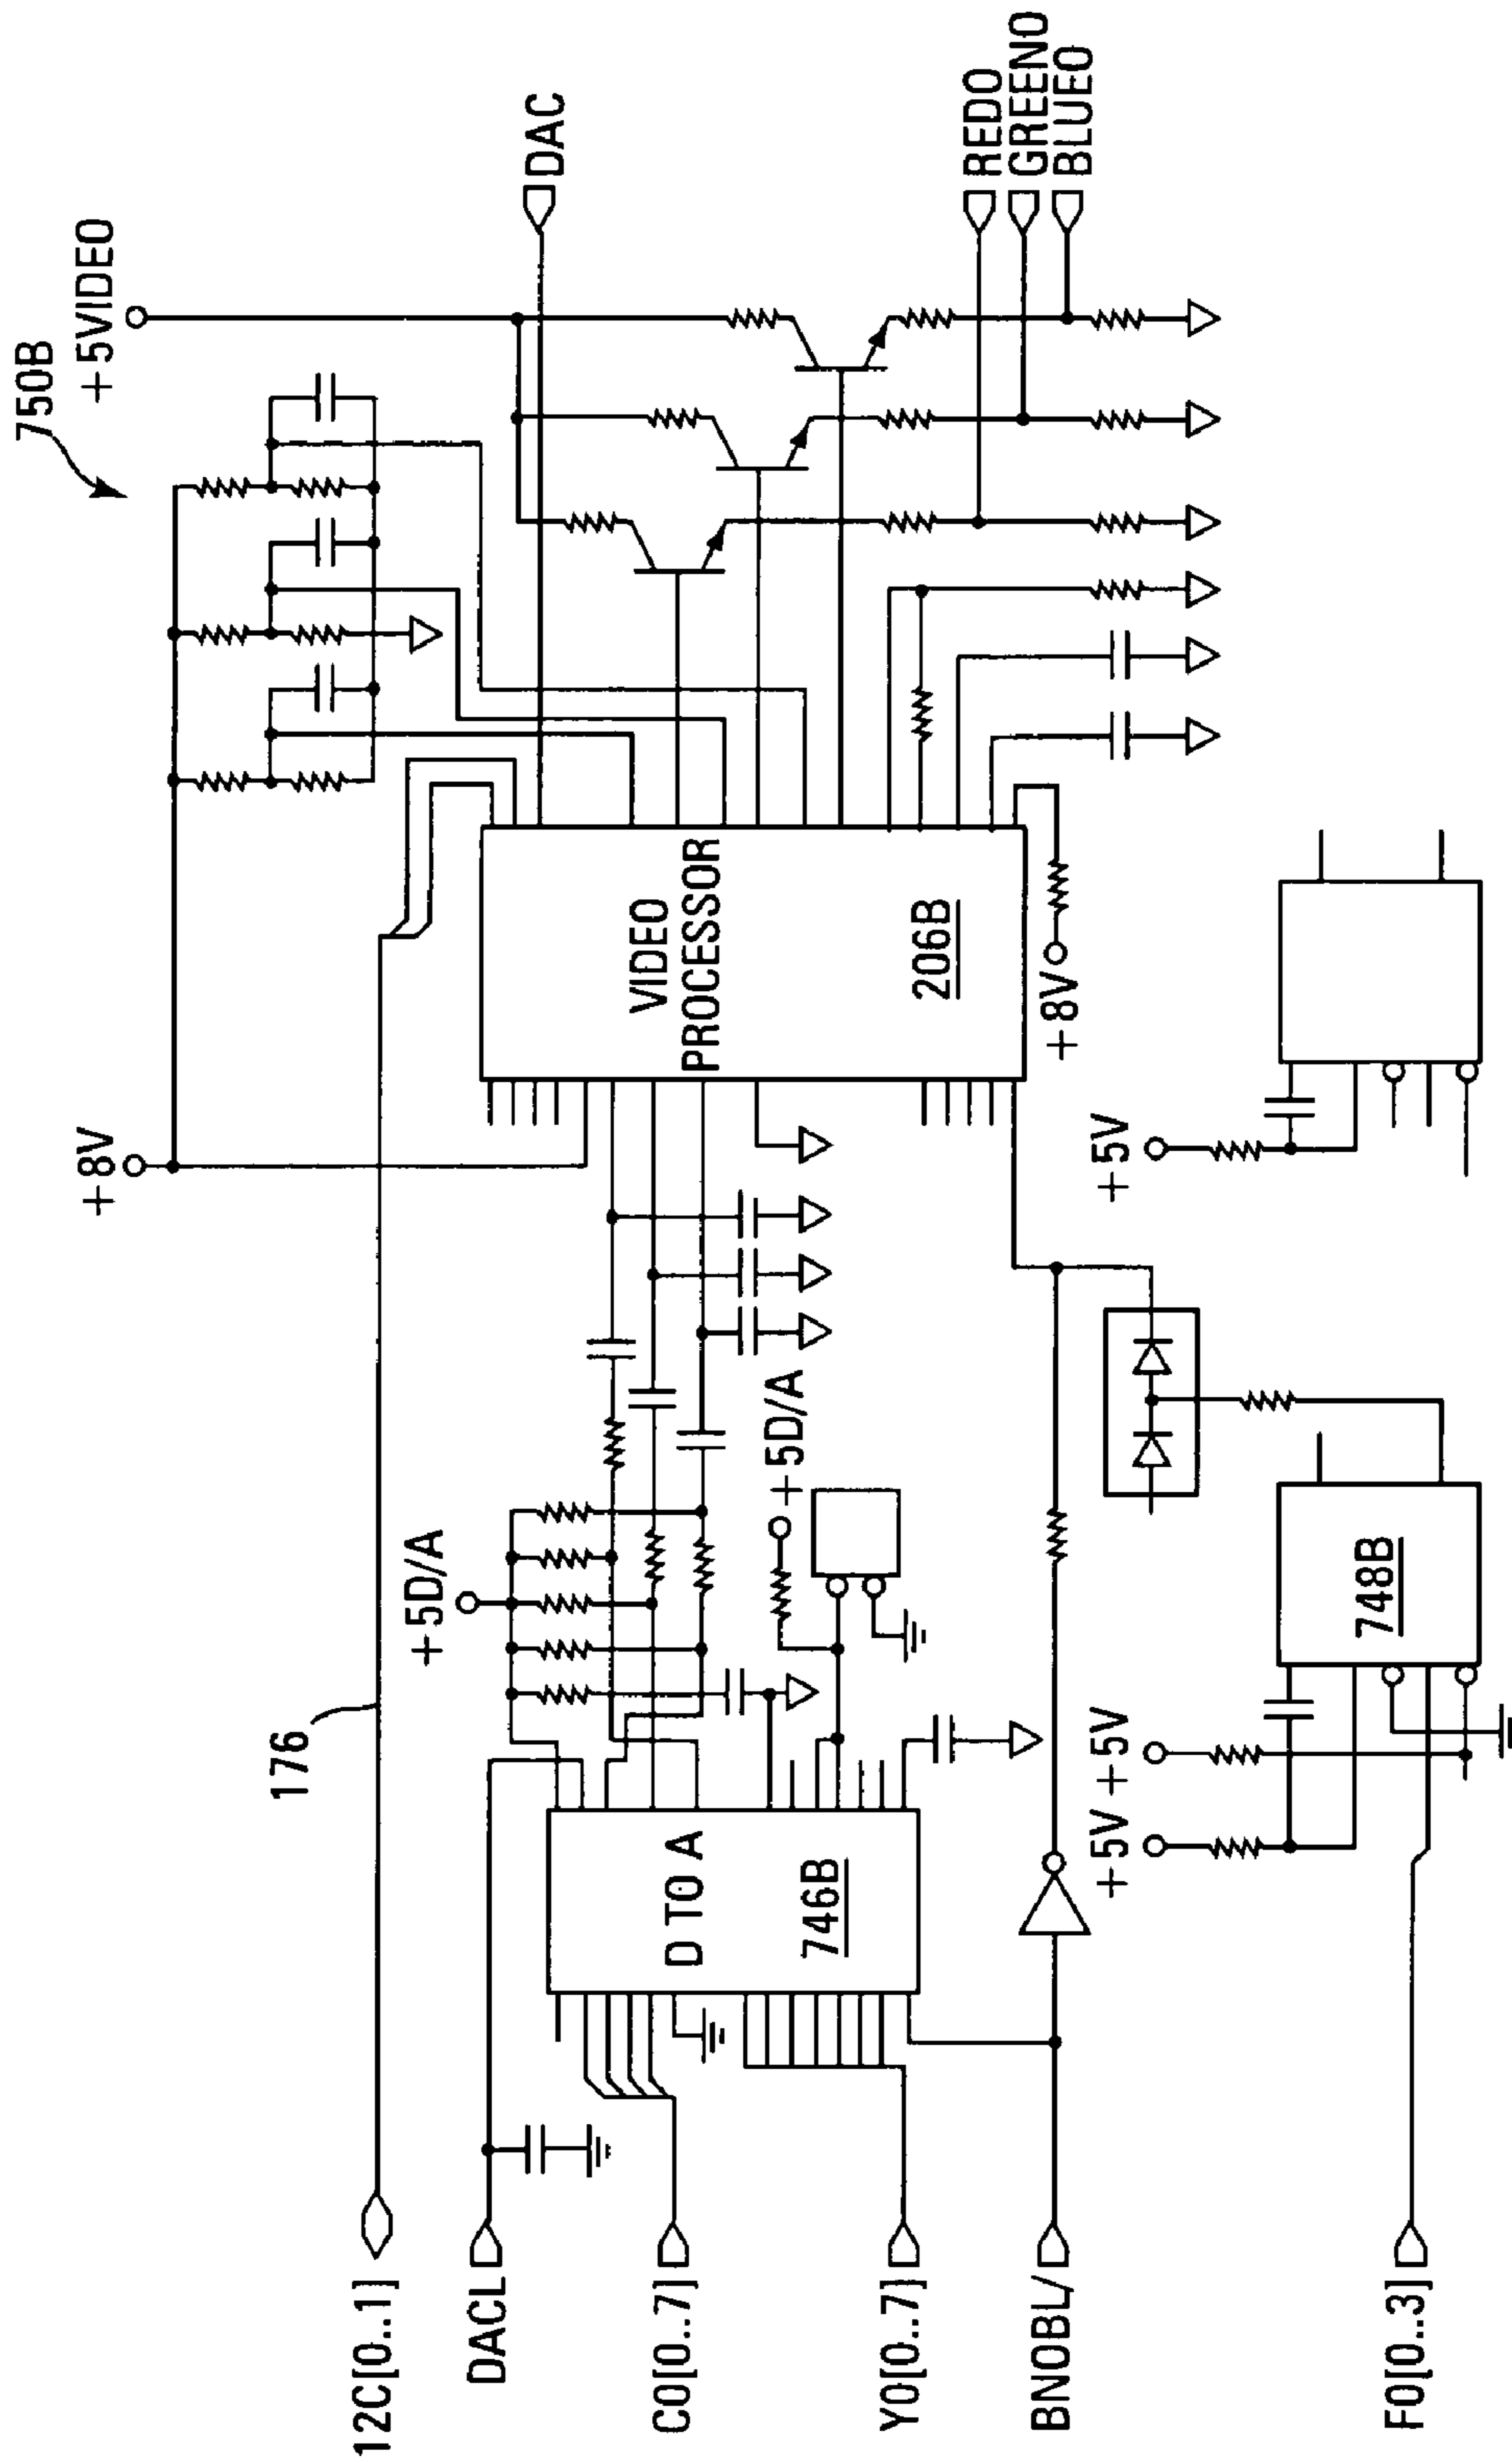 750B
+5VIDEO
+8V
DAC
176
+5D/A
+5D/A
VIDEO
PROCESSOR
206B
+8V
REDO
GREENO
BLUEO
12C[0..1]
DACL
C0[0..7]
Y0[0..7]
BNOBL/
F0[0..3]
D TO A
746B
+5V
+5V
748B
+5V